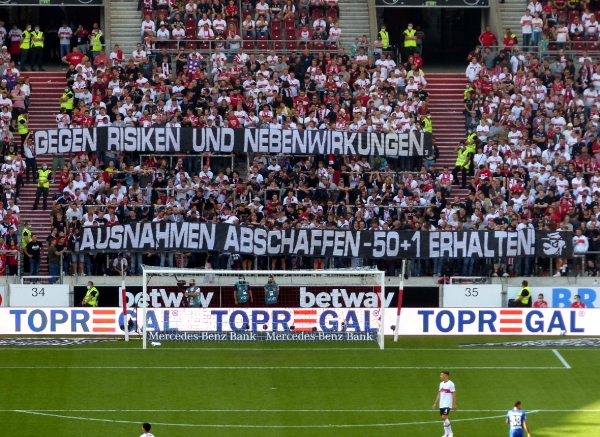 GEGEN RISIKEN UND NEBENWIRKUNGEN
AUSNAHMEN ABSCHAFFEN - 50+1 ERHALTEN!
34
betway
betway
35
TOPREGAL
TOPREGAL
TOPREGAL
Mercedes-Benz Bank
Mercedes-Benz Bank